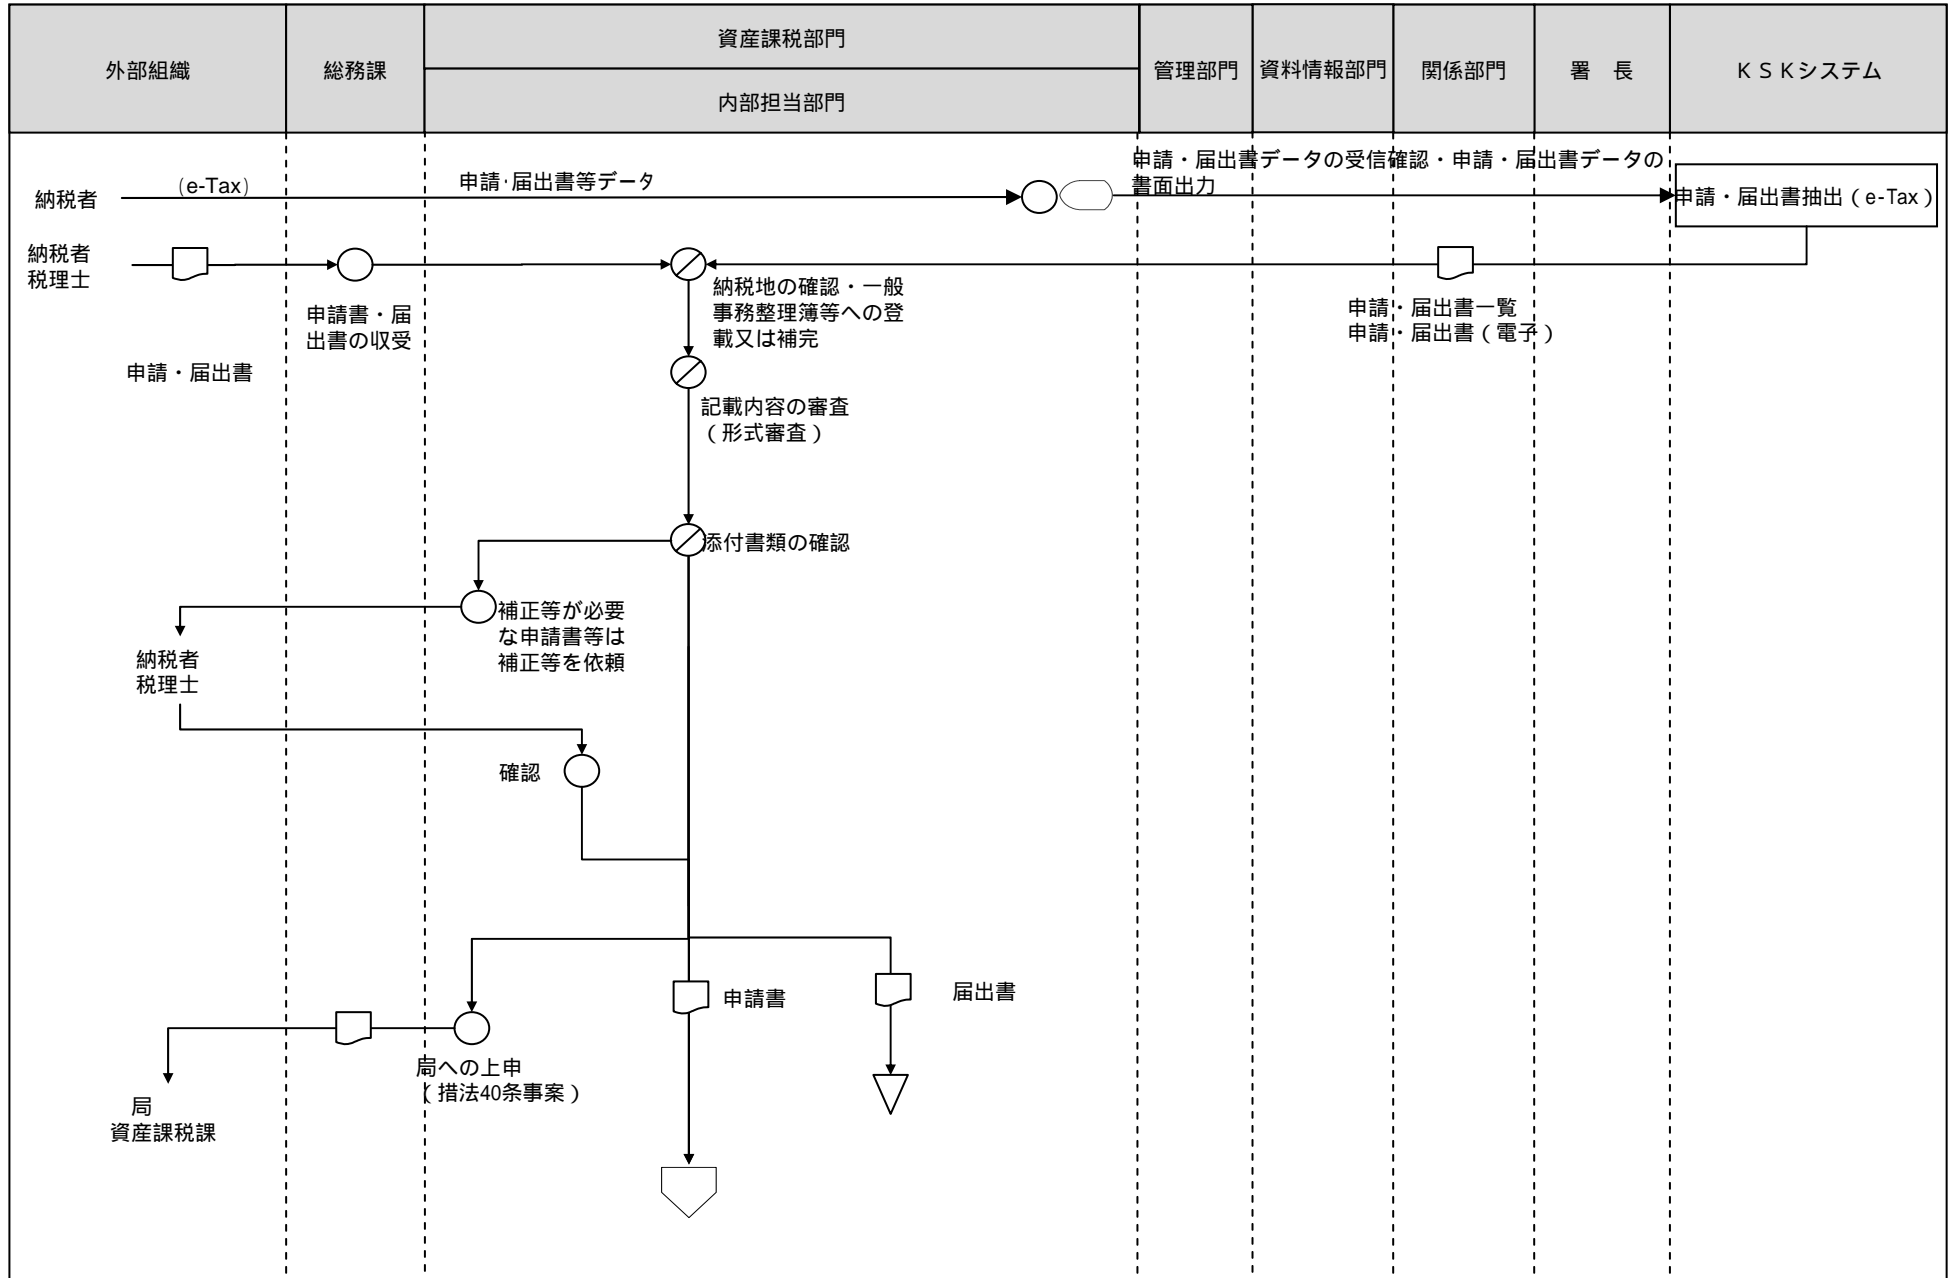 外部組織
総務課
資産課税部門
内部担当部門
管理部門
資料情報部門
関係部門
署　長
ＫＳＫシステム
納税者
(e-Tax)
申請･届出書等データ
申請・届出書データの受信確認・申請・届出書データの
書面出力
申請・届出書抽出（e-Tax）
納税者
税理士
申請書・届
出書の収受
申請・届出書
納税地の確認・一般
事務整理簿等への登
載又は補完
申請・届出書一覧
申請・届出書（電子）
記載内容の審査
（形式審査）
添付書類の確認
補正等が必要
な申請書等は
補正等を依頼
納税者
税理士
確認
申請書
届出書
局への上申
（措法40条事案）
局
資産課税課